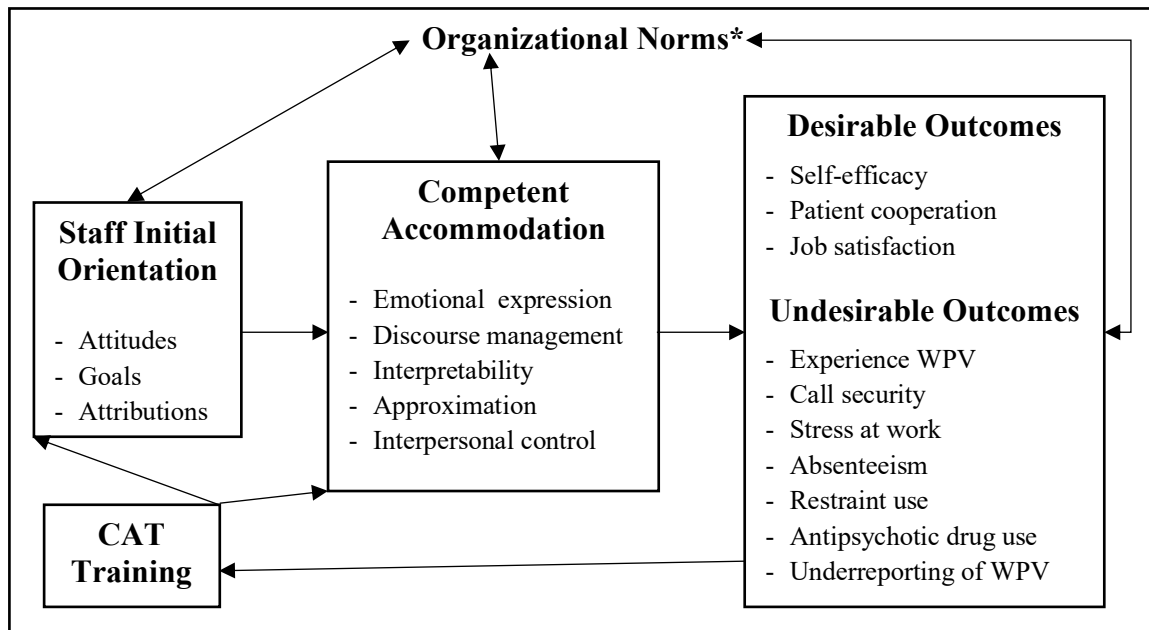 Organizational Norms*
Staff Initial
Orientation
- Attitudes
- Goals
- Attributions
Competent
Accommodation
- Emotional expression
- Discourse management
- Interpretability
- Approximation
- Interpersonal control
Desirable Outcomes
- Self-efficacy
- Patient cooperation
- Job satisfaction
Undesirable Outcomes
- Experience WPV
- Call security
- Stress at work
- Absenteeism
- Restraint use
- Antipsychotic drug use
- Underreporting of WPV
CAT
Training